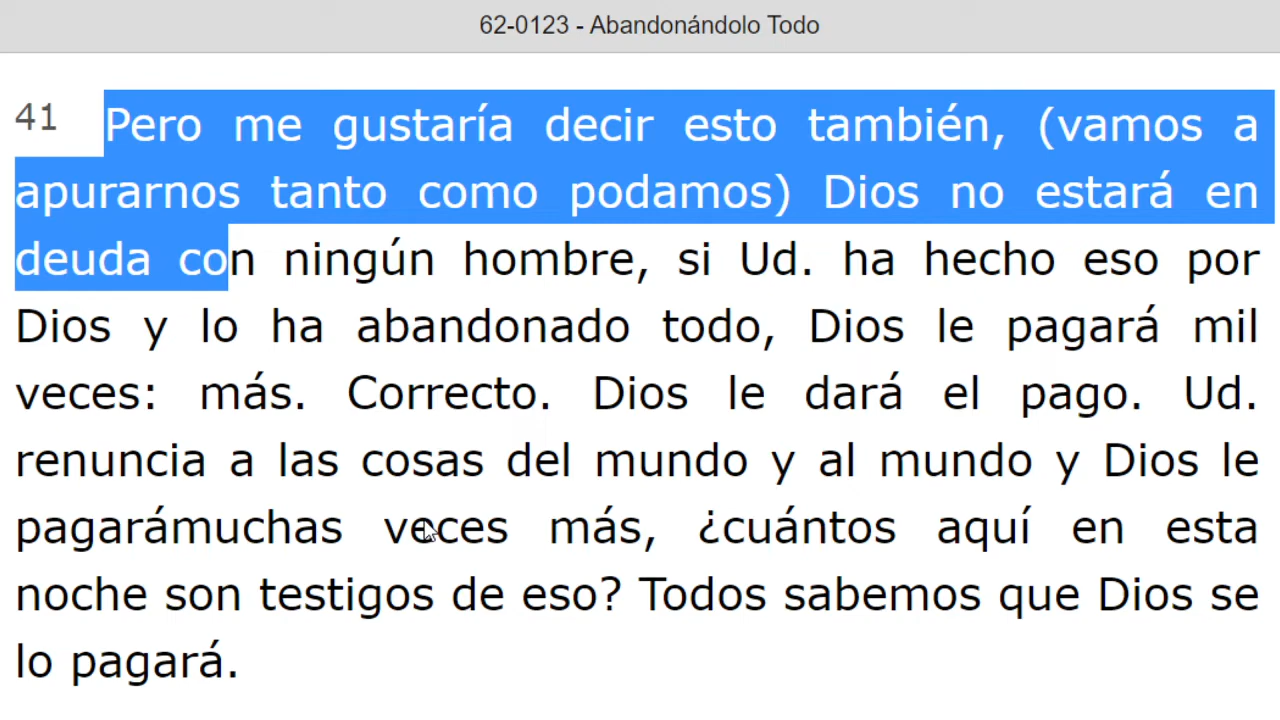 62-0123 - Abandonándolo Todo
41 Pero me gustaría decir esto también, (vamos a
apurarnos tanto como podamos) Dios no estará en
deuda con ningún hombre, si Ud. ha hecho eso por
Dios y lo ha abandonado todo, Dios le pagará mil
veces: más. Correcto. Dios le dará el pago. Ud.
renuncia a las cosas del mundo y al mundo y Dios le
pagarámuchas veces más, ¿cuántos aquí en esta
noche son testigos de eso? Todos sabemos que Dios se
lo pagará.